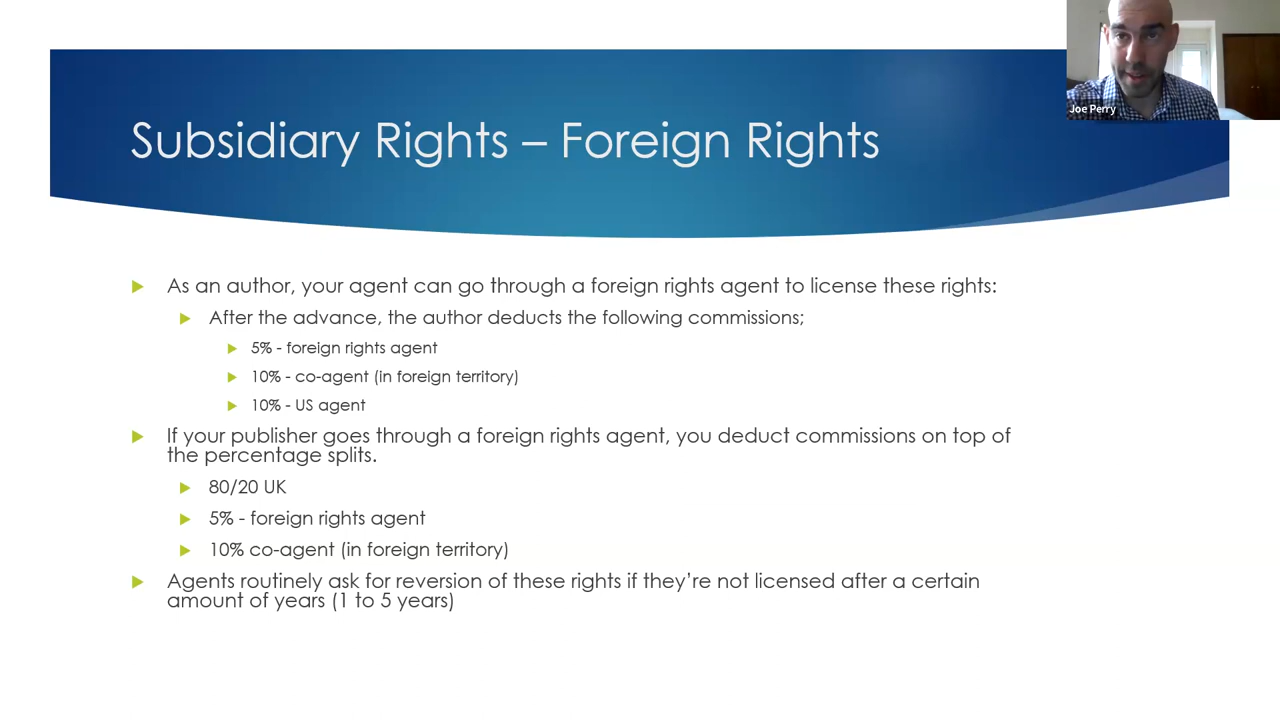 Joe Perry
Subsidiary Rights – Foreign Rights
As an author, your agent can go through a foreign rights agent to license these rights:
After the advance, the author deducts the following commissions;
5% - foreign rights agent
10% - co-agent (in foreign territory)
10% - US agent
If your publisher goes through a foreign rights agent, you deduct commissions on top of
the percentage splits.
80/20 UK
5% - foreign rights agent
10% co-agent (in foreign territory)
Agents routinely ask for reversion of these rights if they’re not licensed after a certain
amount of years (1 to 5 years)